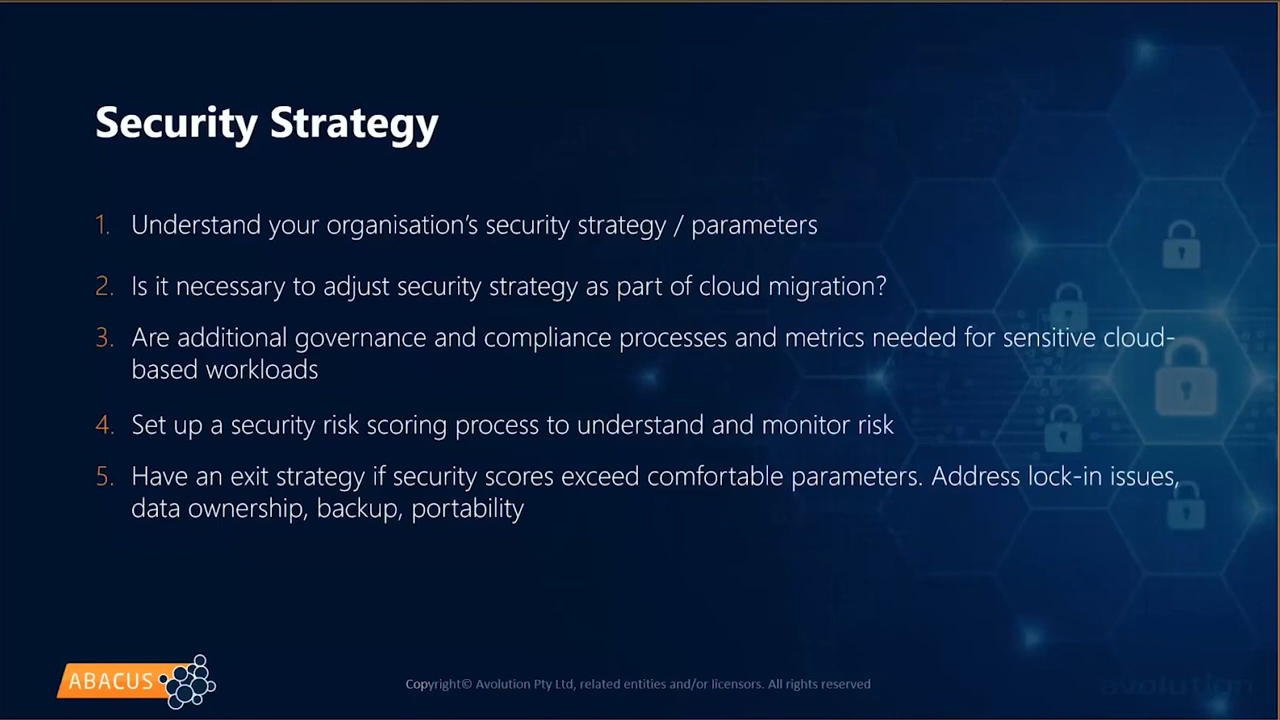 Security Strategy
1. Understand your organisation's security strategy / parameters
2. Is it necessary to adjust security strategy as part of cloud migration?
3. Are additional governance and compliance processes and metrics needed for sensitive cloud-
based workloads
4. Set up a security risk scoring process to understand and monitor risk
5. Have an exit strategy if security scores exceed comfortable parameters. Address lock-in issues,
data ownership, backup, portability
ABACUS
Copyright© Avolution Pty Ltd, related entities and/or licensors. All rights reserved
avolution